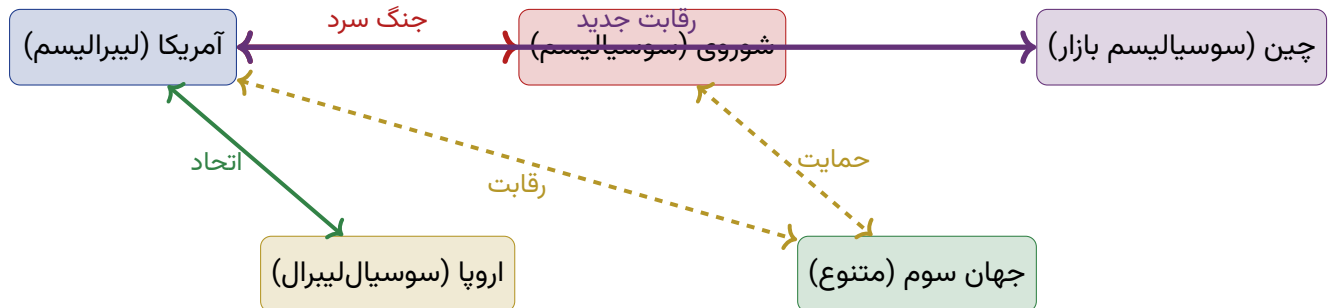 جنگ سرد
رقابت جدید
آمریکا (لیبرالیسم)
شوروی (سوسیالیسم)
چین (سوسیالیسم بازار)
اتحاد
رقابت
حمایت
اروپا (سوسیال‌لیبرال)
جهان سوم (متنوع)